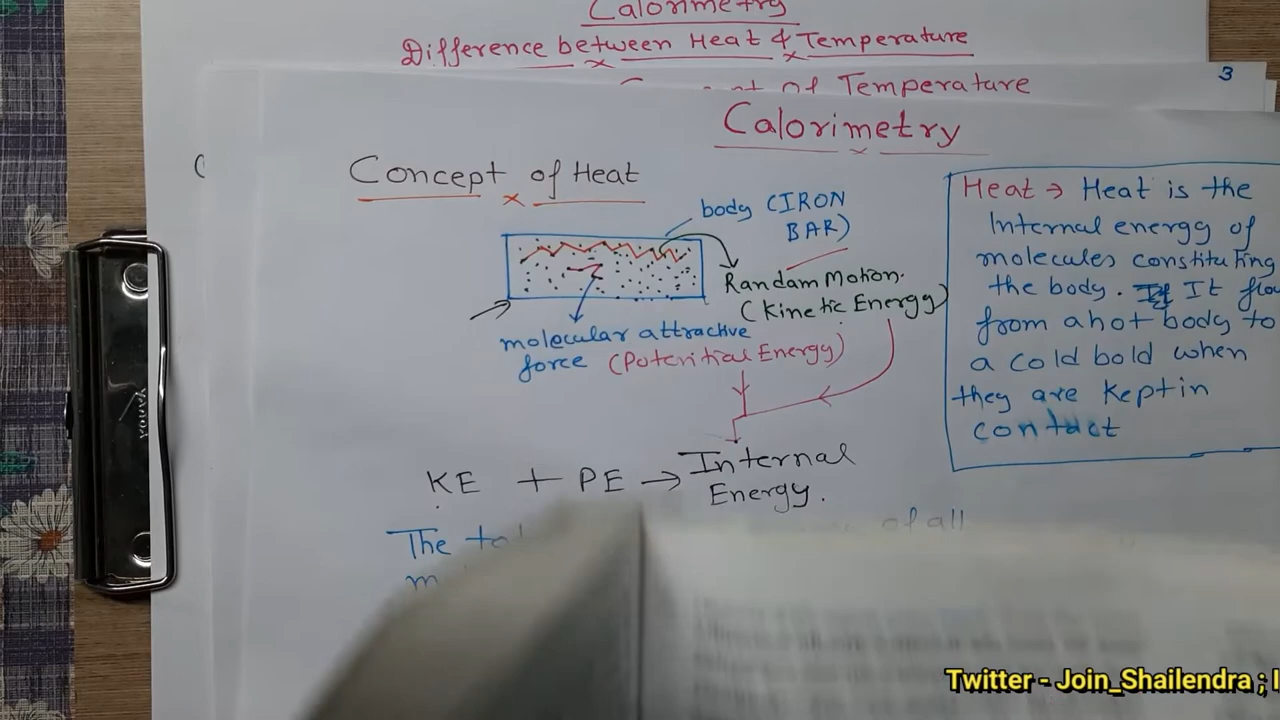 Calorimetry
Difference between Heat & Temperature
of Temperature
3
Calorimetry
Concept of Heat
body (IRON
BAR)
Randam Motion.
(Kinetic Energy)
molecular attractive
force (Potenitial Energy)
KE + PE → Internal
Energy.
The
of all
Heat → Heat is the
Internal energy of
molecules constituting
the body. If It
from a hot body to
a cold bold when
they are kept in
contact
Twitter - Join_Shailendra ;